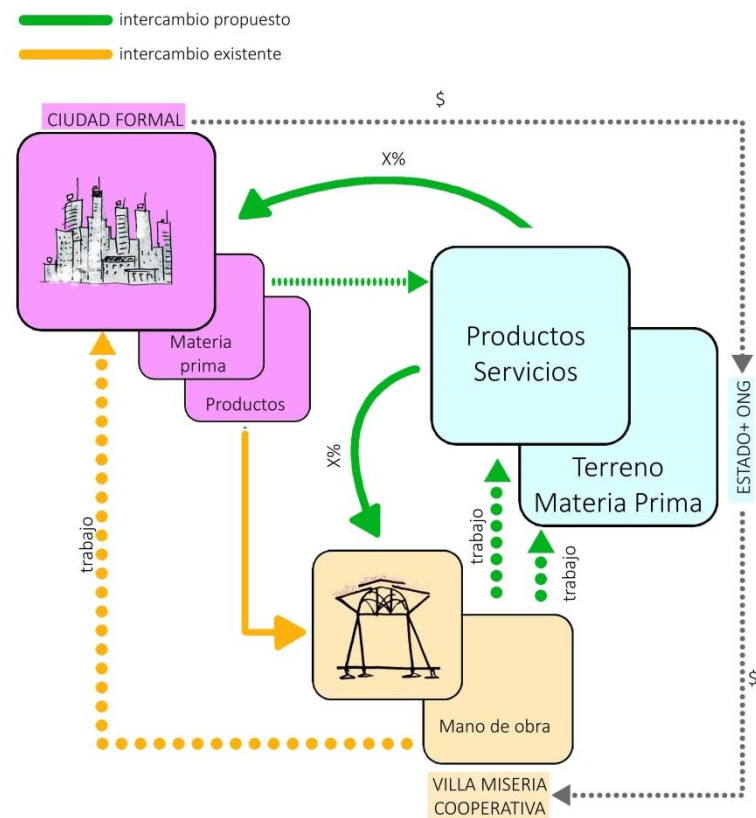 intercambio propuesto
intercambio existente
$
CIUDAD FORMAL
X%
Materia
prima
Productos
Productos
Servicios
Terreno
Materia Prima
ESTADO+ ONG
X%
trabajo
trabajo
trabajo
$
Mano de obra
VILLA MISERIA
COOPERATIVA